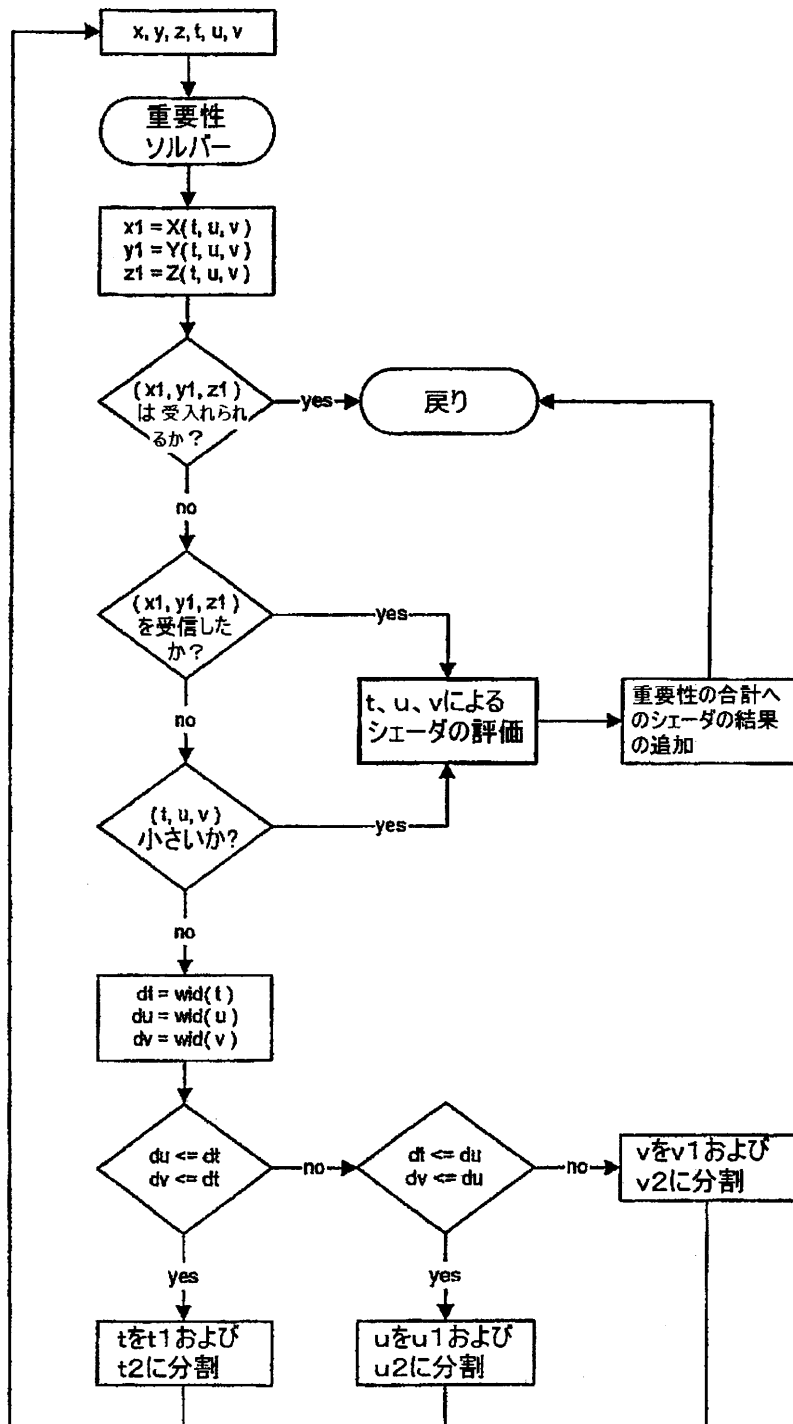 x, y, z, t, u, v
重要性
ソルバー
x1 = X( t, u, v )
y1 = Y( t, u, v )
z1 = Z( t, u, v )
( x1, y1, z1 )
は 受入れられ
るか？
yes
戻り
no
( x1, y1, z1 )
を受信した
か？
yes
t、u、vによる
シェーダの評価
重要性の合計へ
のシェーダの結果
の追加
no
( t, u, v )
小さいか?
yes
no
dt = wid( t )
du = wid( u )
dv = wid( v )
du <= dt
dv <= dt
no
dt <= du
dv <= du
no
vをv1および
v2に分割
yes
yes
tをt1および
t2に分割
uをu1および
u2に分割